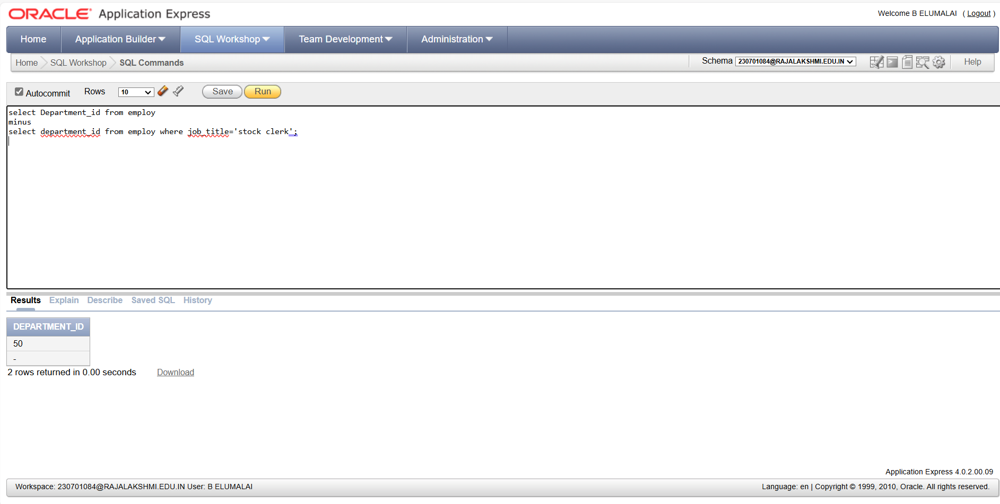 ORACLE® Application Express
Welcome B ELUMALAI ( Logout )
Home Application Builder SQL Workshop Team Development Administration
Home SQL Workshop SQL Commands
Schema 230701084@RAJALAKSHMI.EDU.IN Help
Autocommit Rows 10 Save Run
select Department_id from employ
minus
select department_id from employ where job_title='stock clerk';
Results Explain Describe Saved SQL History
DEPARTMENT_ID
50
-
2 rows returned in 0.00 seconds Download
Application Express 4.0.2.00.09
Workspace: 230701084@RAJALAKSHMI.EDU.IN User: B ELUMALAI
Language: en | Copyright © 1999, 2010, Oracle. All rights reserved.